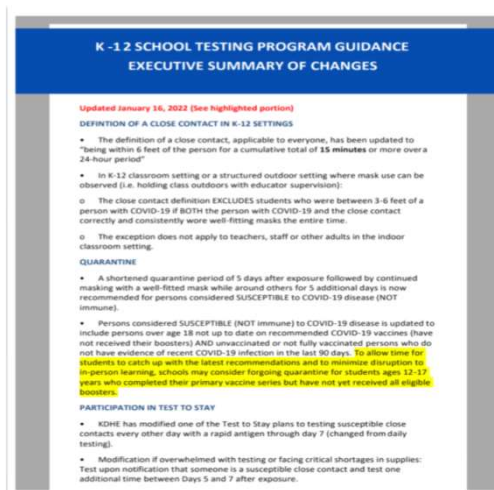 K -12 SCHOOL TESTING PROGRAM GUIDANCE
EXECUTIVE SUMMARY OF CHANGES
Updated January 16, 2022 (See highlighted portion)
DEFINTION OF A CLOSE CONTACT IN K-12 SETTINGS
• The definition of a close contact, applicable to everyone, has been updated to
"being within 6 feet of the person for a cumulative total of 15 minutes or more overa
24-hour period"
• In K-12 classroom setting or a structured outdoor setting where mask use can be
observed (i.e. holding class outdoors with educator supervision):
o The close contact definition EXCLUDES students who were between 3-6 feet of a
person with COVID-19 if BOTH the person with COVID-19 and the close contact
correctly and consistently wore well-fitting masks the entire time.
o The exception does not apply to teachers, staff or other adults in the indoor
classroom setting.
QUARANTINE
• A shortened quarantine period of 5 days after exposure followed by continued
masking with a well-fitted mask while around others for 5 additional days is now
recommended for persons considered SUSCEPTIBLE to COVID-19 disease (NOT
immune).
• Persons considered SUSCEPTIBLE (NOT immune) to COVID-19 disease is updated to
include persons over age 18 not up to date on recommended COVID-19 vaccines (have
not received their boosters) AND unvaccinated or not fully vaccinated persons who do
not have evidence of recent COVID-19 infection in the last 90 days. To allow time for
students to catch up with the latest recommendations and to minimize disruption to
in-person learning, schools may consider forgoing quarantine for students ages 12-17
years who completed their primary vaccine series but have not yet received all eligible
boosters.
PARTICIPATION IN TEST TO STAY
• KDHE has modified one of the Test to Stay plans to testing susceptible close
contacts every other day with a rapid antigen through day 7 (changed from daily
testing).
• Modification if overwhelmed with testing or facing critical shortages in supplies:
Test upon notification that someone is a susceptible close contact and test one
additional time between Days 5 and 7 after exposure.